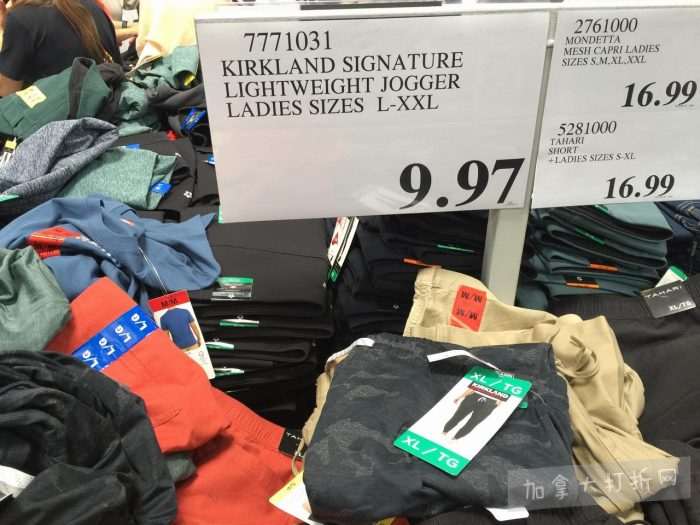 7771031
KIRKLAND SIGNATURE
LIGHTWEIGHT JOGGER
LADIES SIZES L-XXL
9.97
2761000
MONDETTA
MESH CAPRI LADIES
SIZES S,M,XL,XXL
16.99
5281000
TAHARI
SHORT
+LADIES SIZES S-XL
16.99
M/M
L/G
L/G
L/G
M/M
M/M
TAHARI
XL/TG
XL / TG
KIRKLAND
XL / TG
加拿大打折网